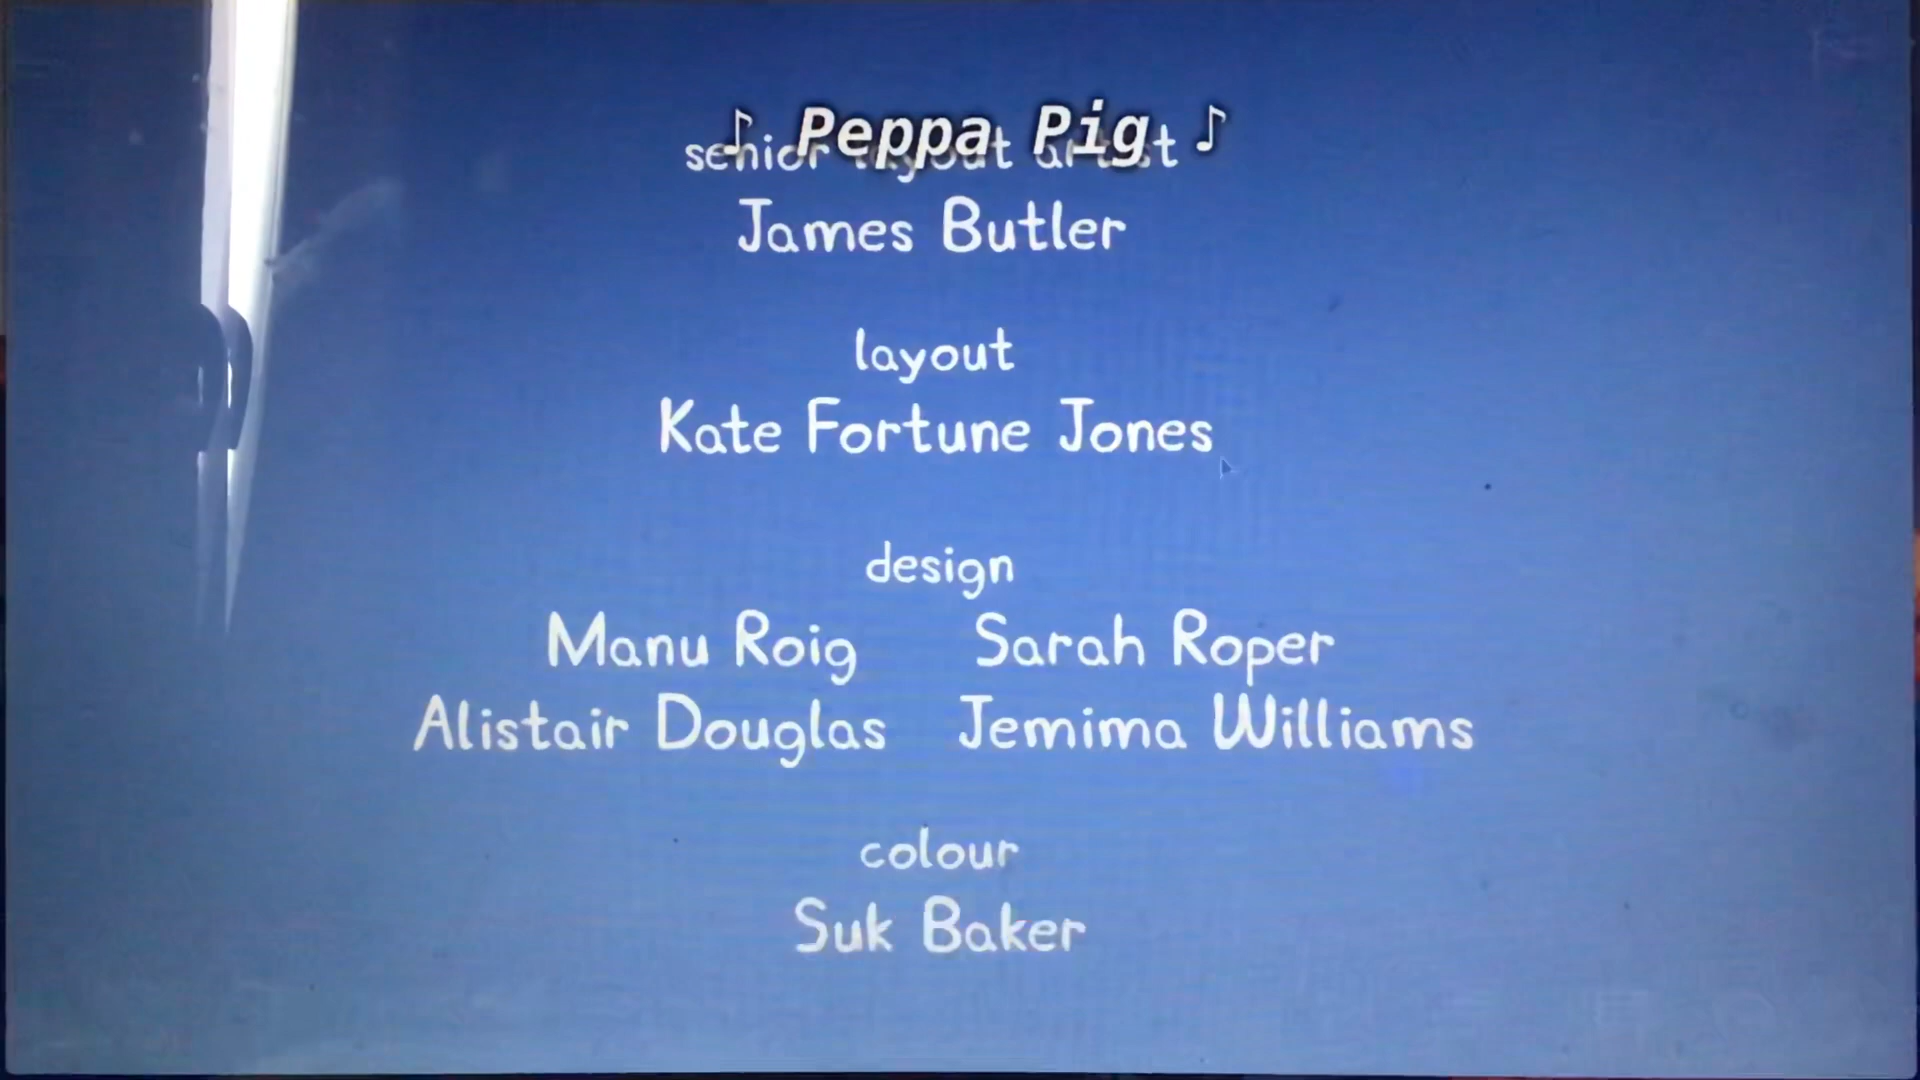 ♪ Peppa Pig ♪
senior layout artist
James Butler
layout
Kate Fortune Jones
design
Manu Roig Sarah Roper
Alistair Douglas Jemima Williams
colour
Suk Baker